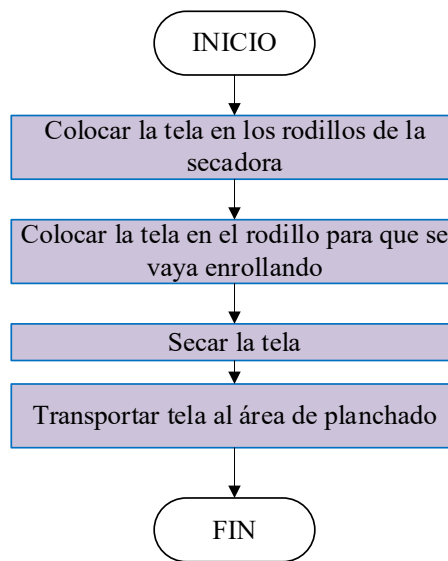 INICIO
Colocar la tela en los rodillos de la
secadora
Colocar la tela en el rodillo para que se
vaya enrollando
Secar la tela
Transportar tela al área de planchado
FIN